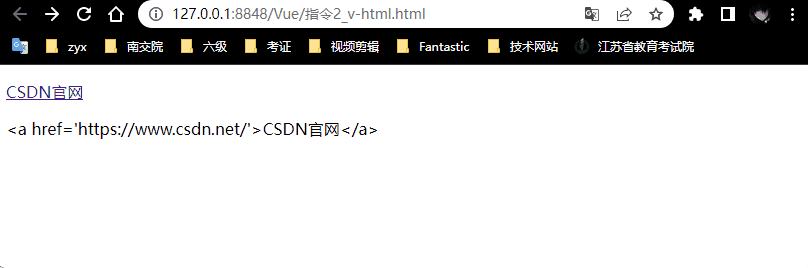 127.0.0.1:8848/Vue/指令2_v-html.html
zyx 南交院 六级 考证 视频剪辑 Fantastic 技术网站 江苏省教育考试院
CSDN官网
<a href='https://www.csdn.net/'>CSDN官网</a>